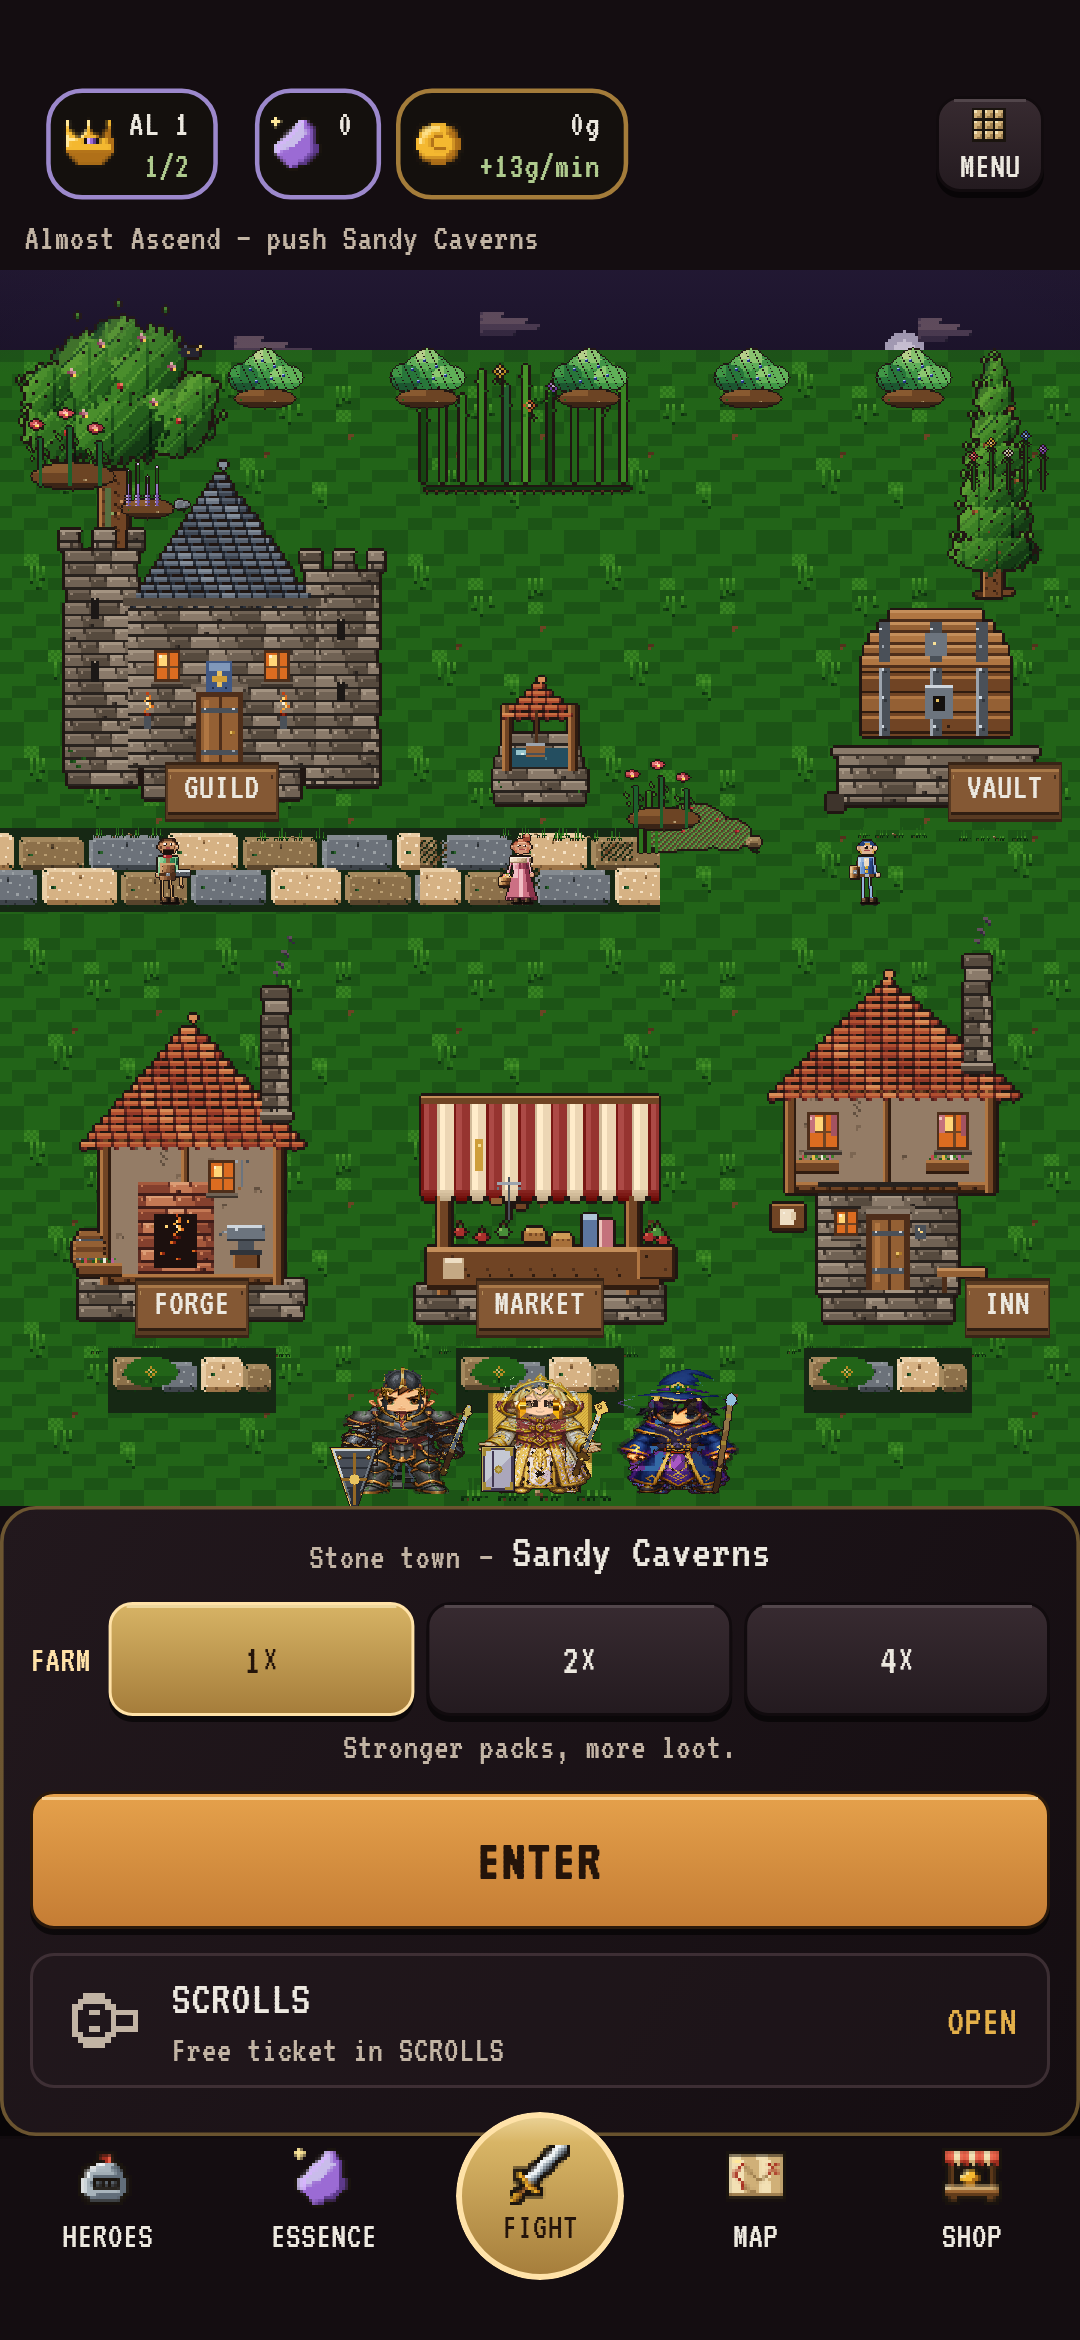 AL 1
1/2
0
0g
+13g/min
MENU
Almost Ascend - push Sandy Caverns
GUILD
VAULT
FORGE
MARKET
INN
Stone town - Sandy Caverns
FARM
1X
2X
4X
Stronger packs, more loot.
ENTER
SCROLLS
Free ticket in SCROLLS
OPEN
HEROES
ESSENCE
FIGHT
MAP
SHOP